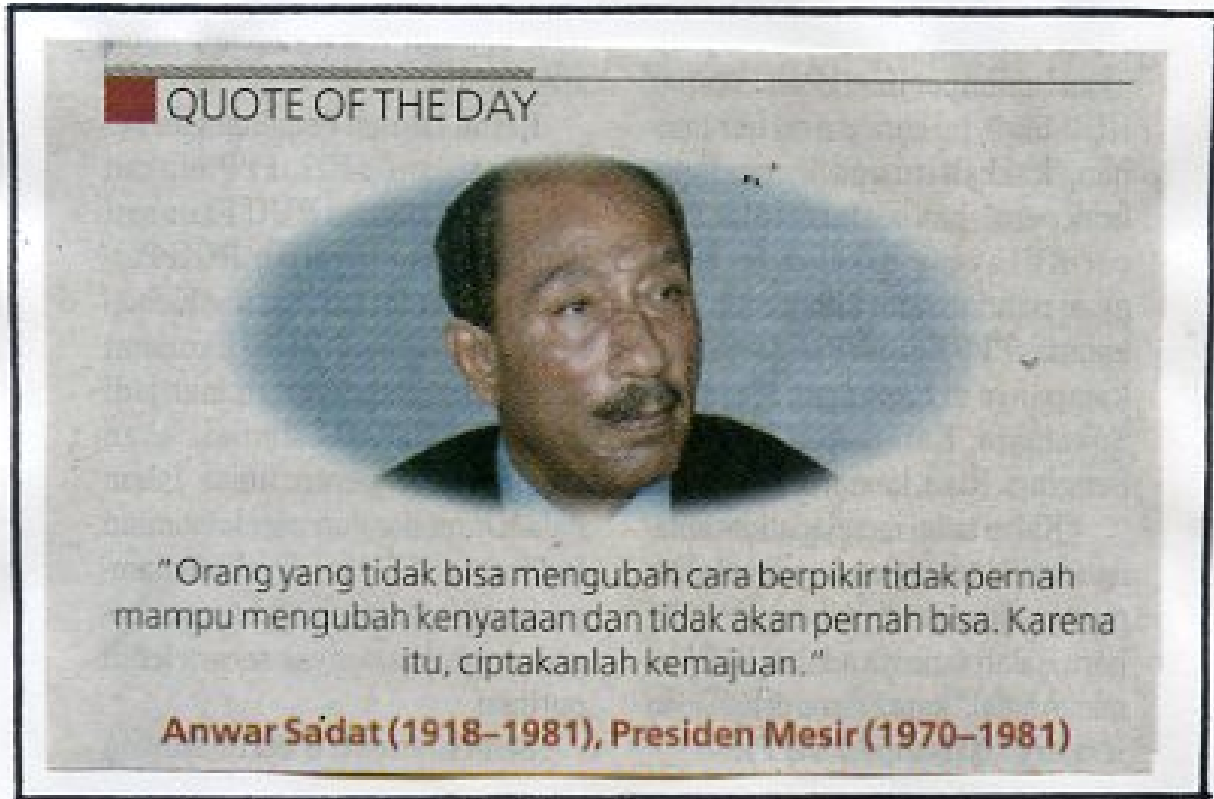 QUOTE OF THE DAY
"Orang yang tidak bisa mengubah cara berpikir tidak pernah
mampu mengubah kenyataan dan tidak akan pernah bisa. Karena
itu, ciptakanlah kemajuan."
Anwar Sadat (1918–1981), Presiden Mesir (1970–1981)